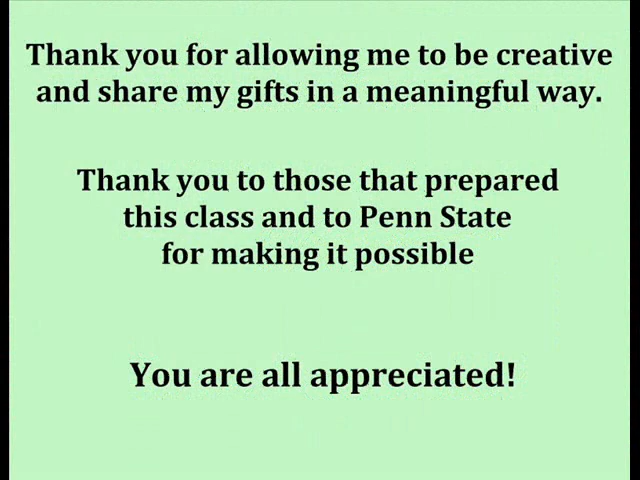 Thank you for allowing me to be creative
and share my gifts in a meaningful way.
Thank you to those that prepared
this class and to Penn State
for making it possible
You are all appreciated!